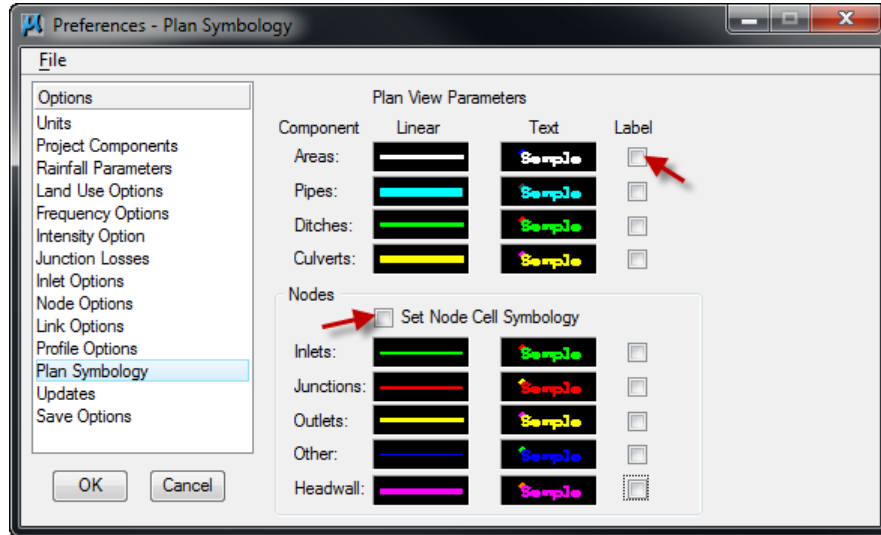 Preferences - Plan Symbology
File
Options
Units
Project Components
Rainfall Parameters
Land Use Options
Frequency Options
Intensity Option
Junction Losses
Inlet Options
Node Options
Link Options
Profile Options
Plan Symbology
Updates
Save Options
OK Cancel
Plan View Parameters
Component Linear Text Label
Areas: Sample
Pipes: Sample
Ditches: Sample
Culverts: Sample
Nodes
Set Node Cell Symbology
Inlets: Sample
Junctions: Sample
Outlets: Sample
Other: Sample
Headwall: Sample